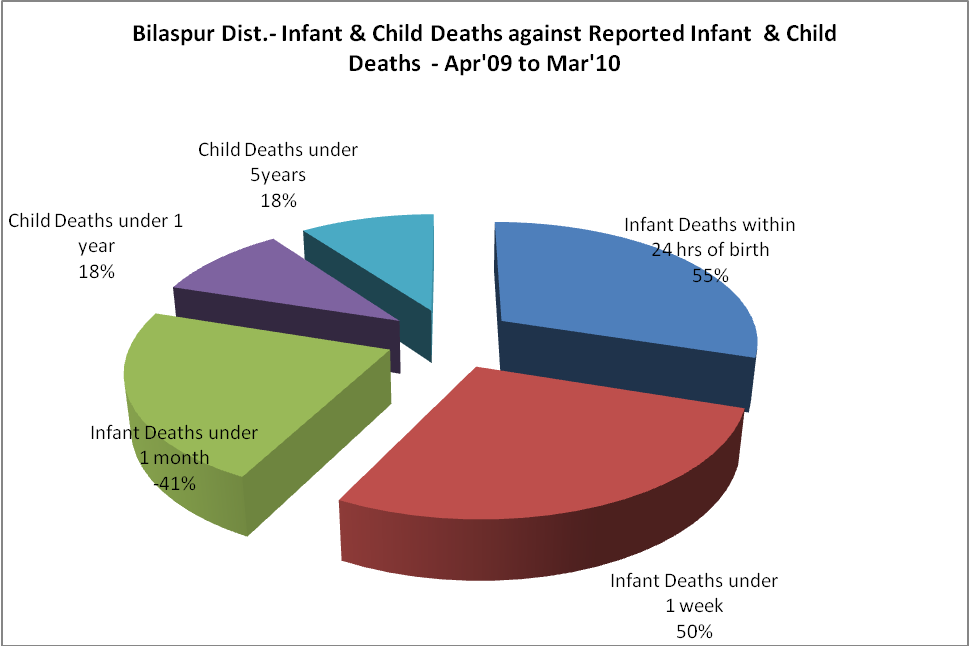 Bilaspur Dist.- Infant & Child Deaths against Reported Infant & Child
Deaths - Apr'09 to Mar'10
Child Deaths under
5years
18%
Child Deaths under 1
year
18%
Infant Deaths within
24 hrs of birth
55%
Infant Deaths under
1 month
-41%
Infant Deaths under
1 week
50%